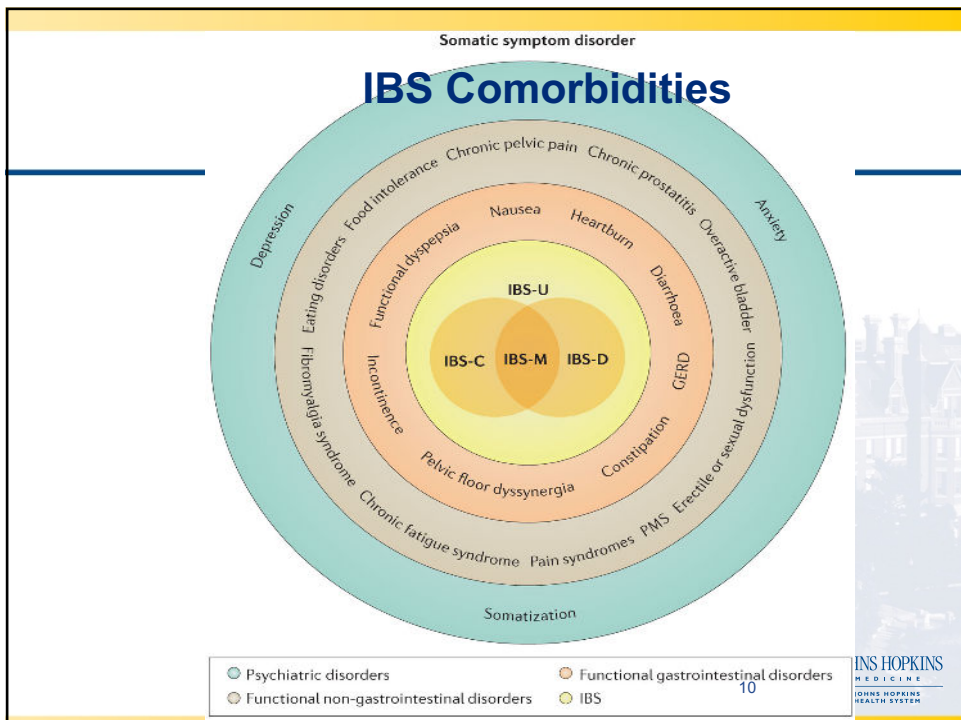 Somatic symptom disorder
IBS Comorbidities
Depression
Anxiety
Somatization
Eating disorders
Food intolerance
Chronic pelvic pain
Chronic prostatitis
Overactive bladder
Erectile or sexual dysfunction
PMS
Pain syndromes
Chronic fatigue syndrome
Fibromyalgia syndrome
Functional dyspepsia
Nausea
Heartburn
Diarrhoea
GERD
Constipation
Pelvic floor dyssynergia
Incontinence
IBS-U
IBS-C IBS-M IBS-D
Psychiatric disorders
Functional gastrointestinal disorders
Functional non-gastrointestinal disorders
IBS
10
HOPKINS
MEDICINE
JOHNS HOPKINS
HEALTH SYSTEM